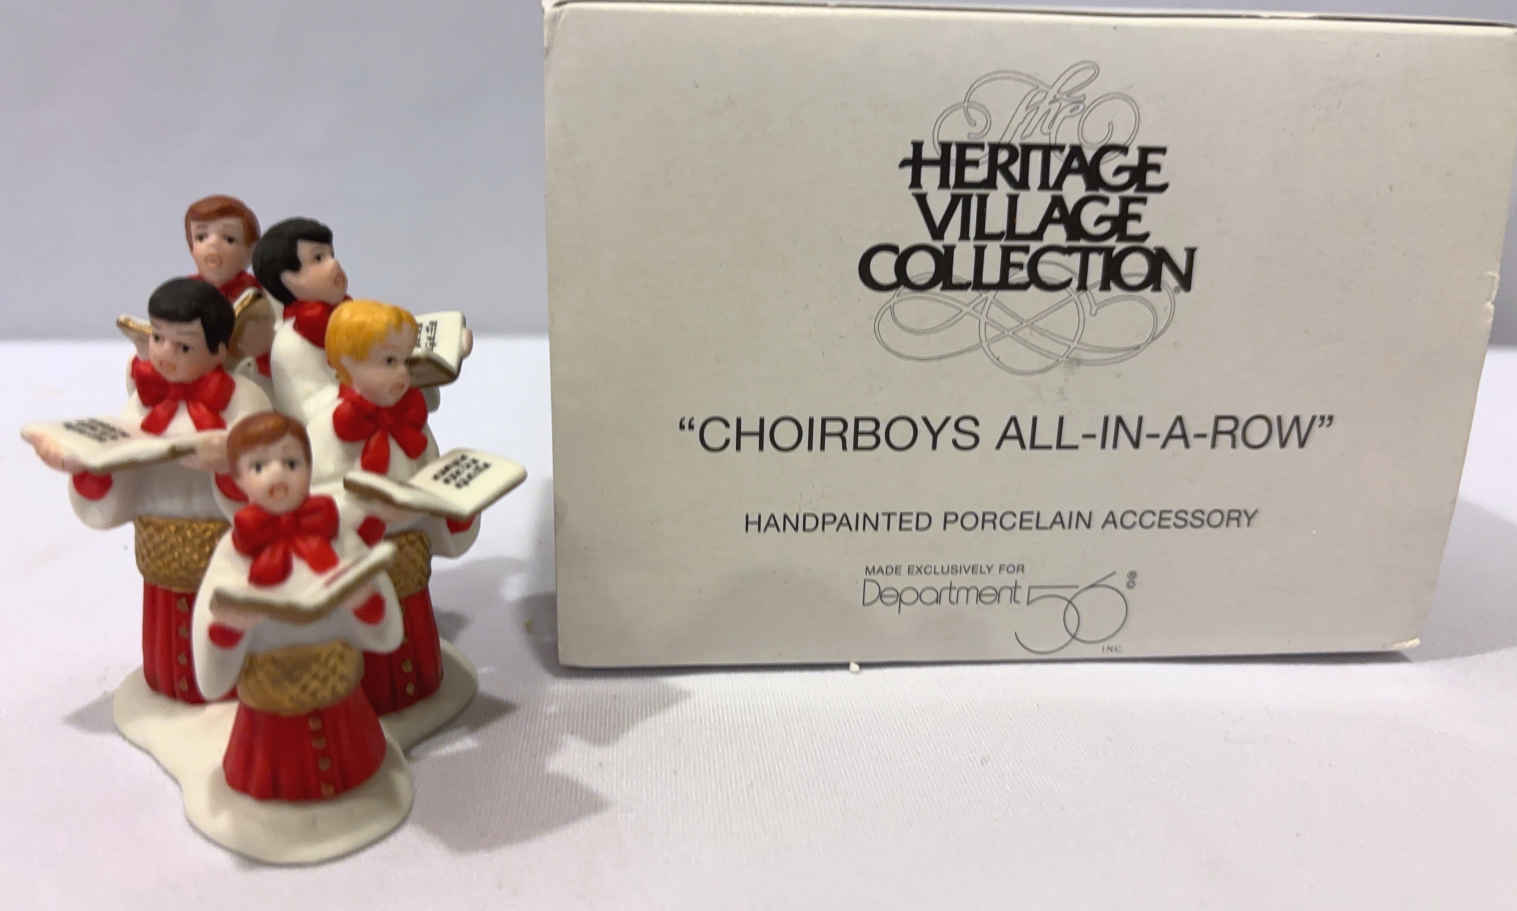 The
HERITAGE
VILLAGE
COLLECTION
“CHOIRBOYS ALL-IN-A-ROW”
HANDPAINTED PORCELAIN ACCESSORY
MADE EXCLUSIVELY FOR
Department 56®
INC.